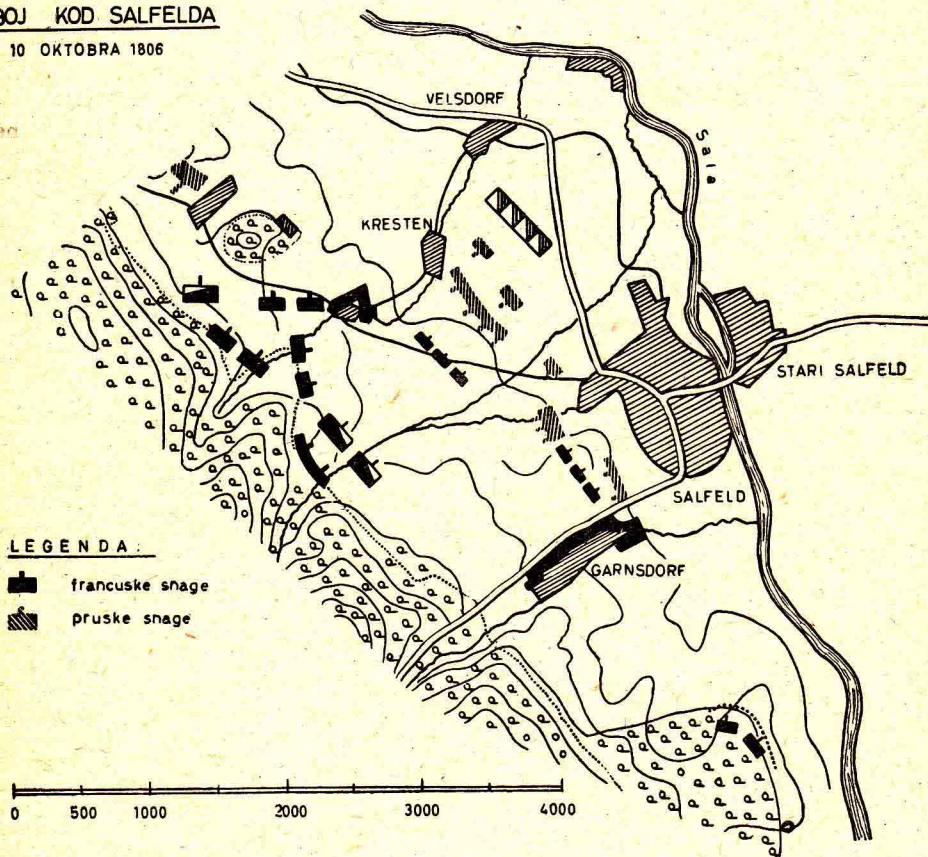 BOJ KOD SALFELDA
10 OKTOBRA 1806
VELSDORF
Sala
KRESTEN
STARI SALFELD
SALFELD
GARNSDORF
LEGENDA:
francuske snage
pruske snage
0 500 1000 2000 3000 4000